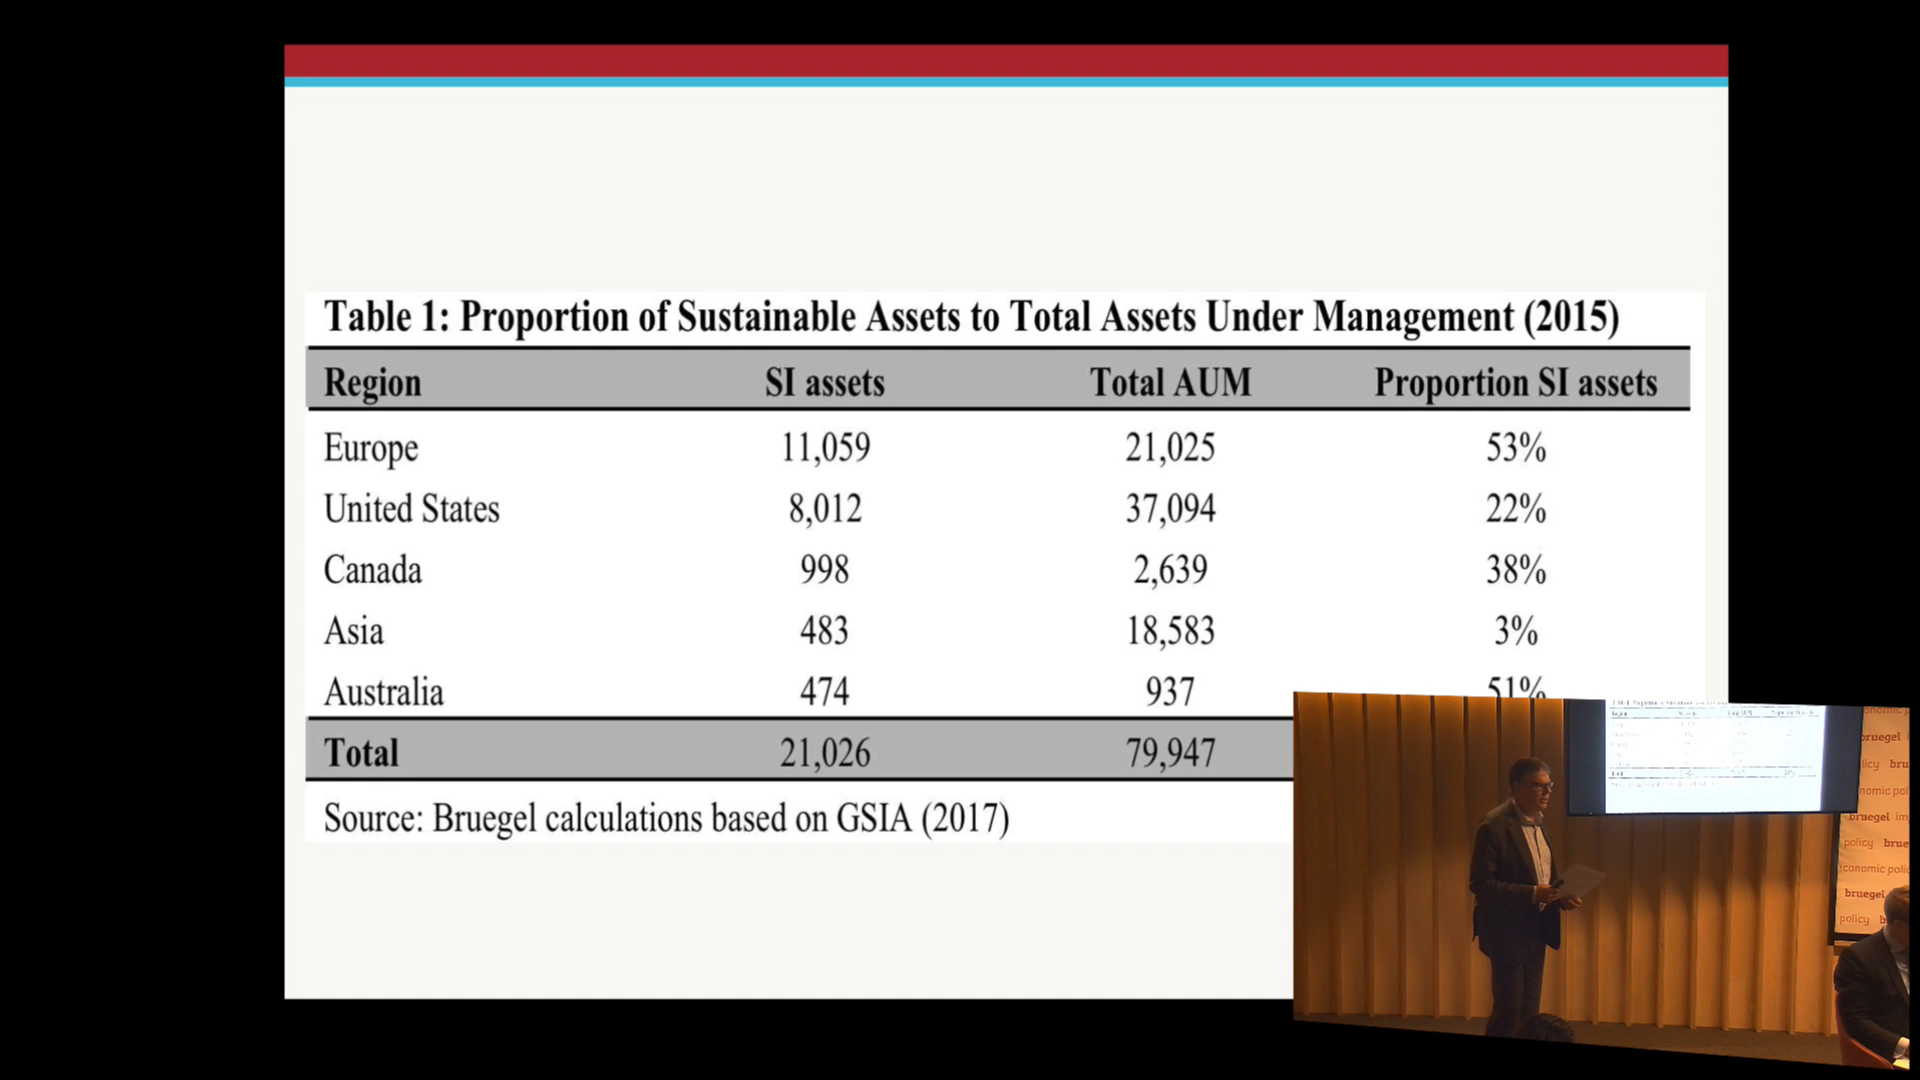 Table 1: Proportion of Sustainable Assets to Total Assets Under Management (2015)
Region SI assets Total AUM Proportion SI assets
Europe 11,059 21,025 53%
United States 8,012 37,094 22%
Canada 998 2,639 38%
Asia 483 18,583 3%
Australia 474 937 51%
Total 21,026 79,947
Source: Bruegel calculations based on GSIA (2017)
bruegel
policy
bruegel
policy
bruegel
policy